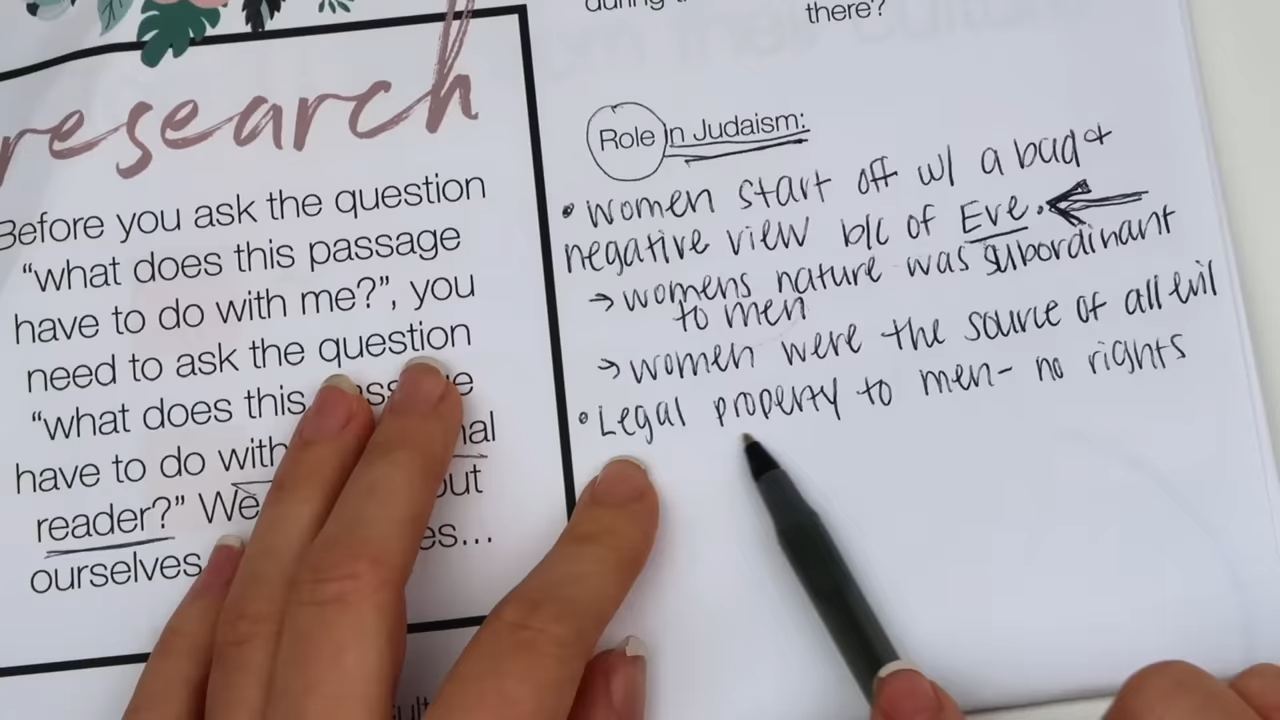 there?
research
Before you ask the question
“what does this passage
have to do with me?”, you
need to ask the question
“what does this
have to do with
reader?” We
ourselves
Role in Judaism:
• women start off w/ a bad +
negative view b/c of Eve.
→ womens nature was subordinant
to men
→ women were the source of all evil
• Legal property to men - no rights